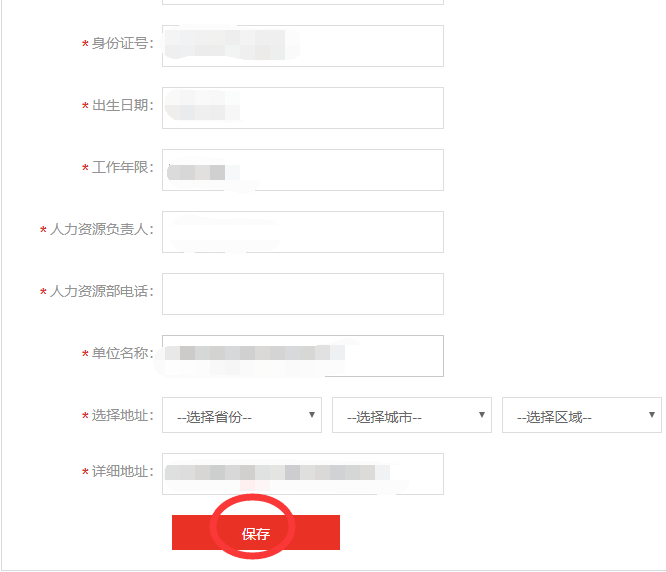 * 身份证号：
* 出生日期：
* 工作年限：
* 人力资源负责人：
* 人力资源部电话：
* 单位名称：
* 选择地址： --选择省份-- --选择城市-- --选择区域--
* 详细地址：
保存